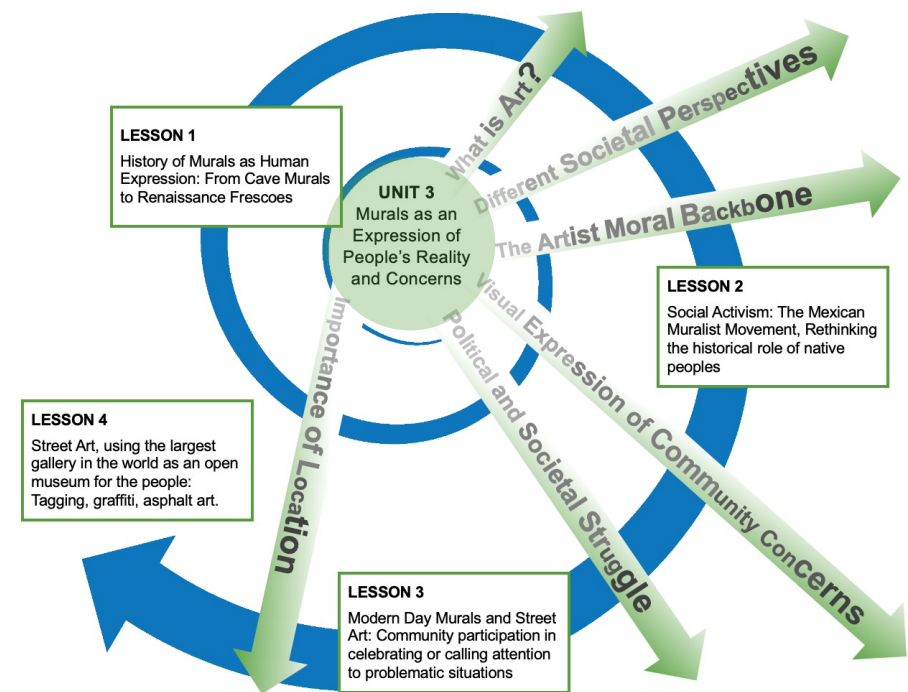 UNIT 3
Murals as an
Expression of
People's Reality
and Concerns
What is Art?
Different Societal Perspectives
The Artist Moral Backbone
Visual Expression of Community Concerns
Political and Societal Struggle
Importance of Location
LESSON 1
History of Murals as Human
Expression: From Cave Murals
to Renaissance Frescoes
LESSON 2
Social Activism: The Mexican
Muralist Movement, Rethinking
the historical role of native
peoples
LESSON 3
Modern Day Murals and Street
Art: Community participation in
celebrating or calling attention
to problematic situations
LESSON 4
Street Art, using the largest
gallery in the world as an open
museum for the people:
Tagging, graffiti, asphalt art.